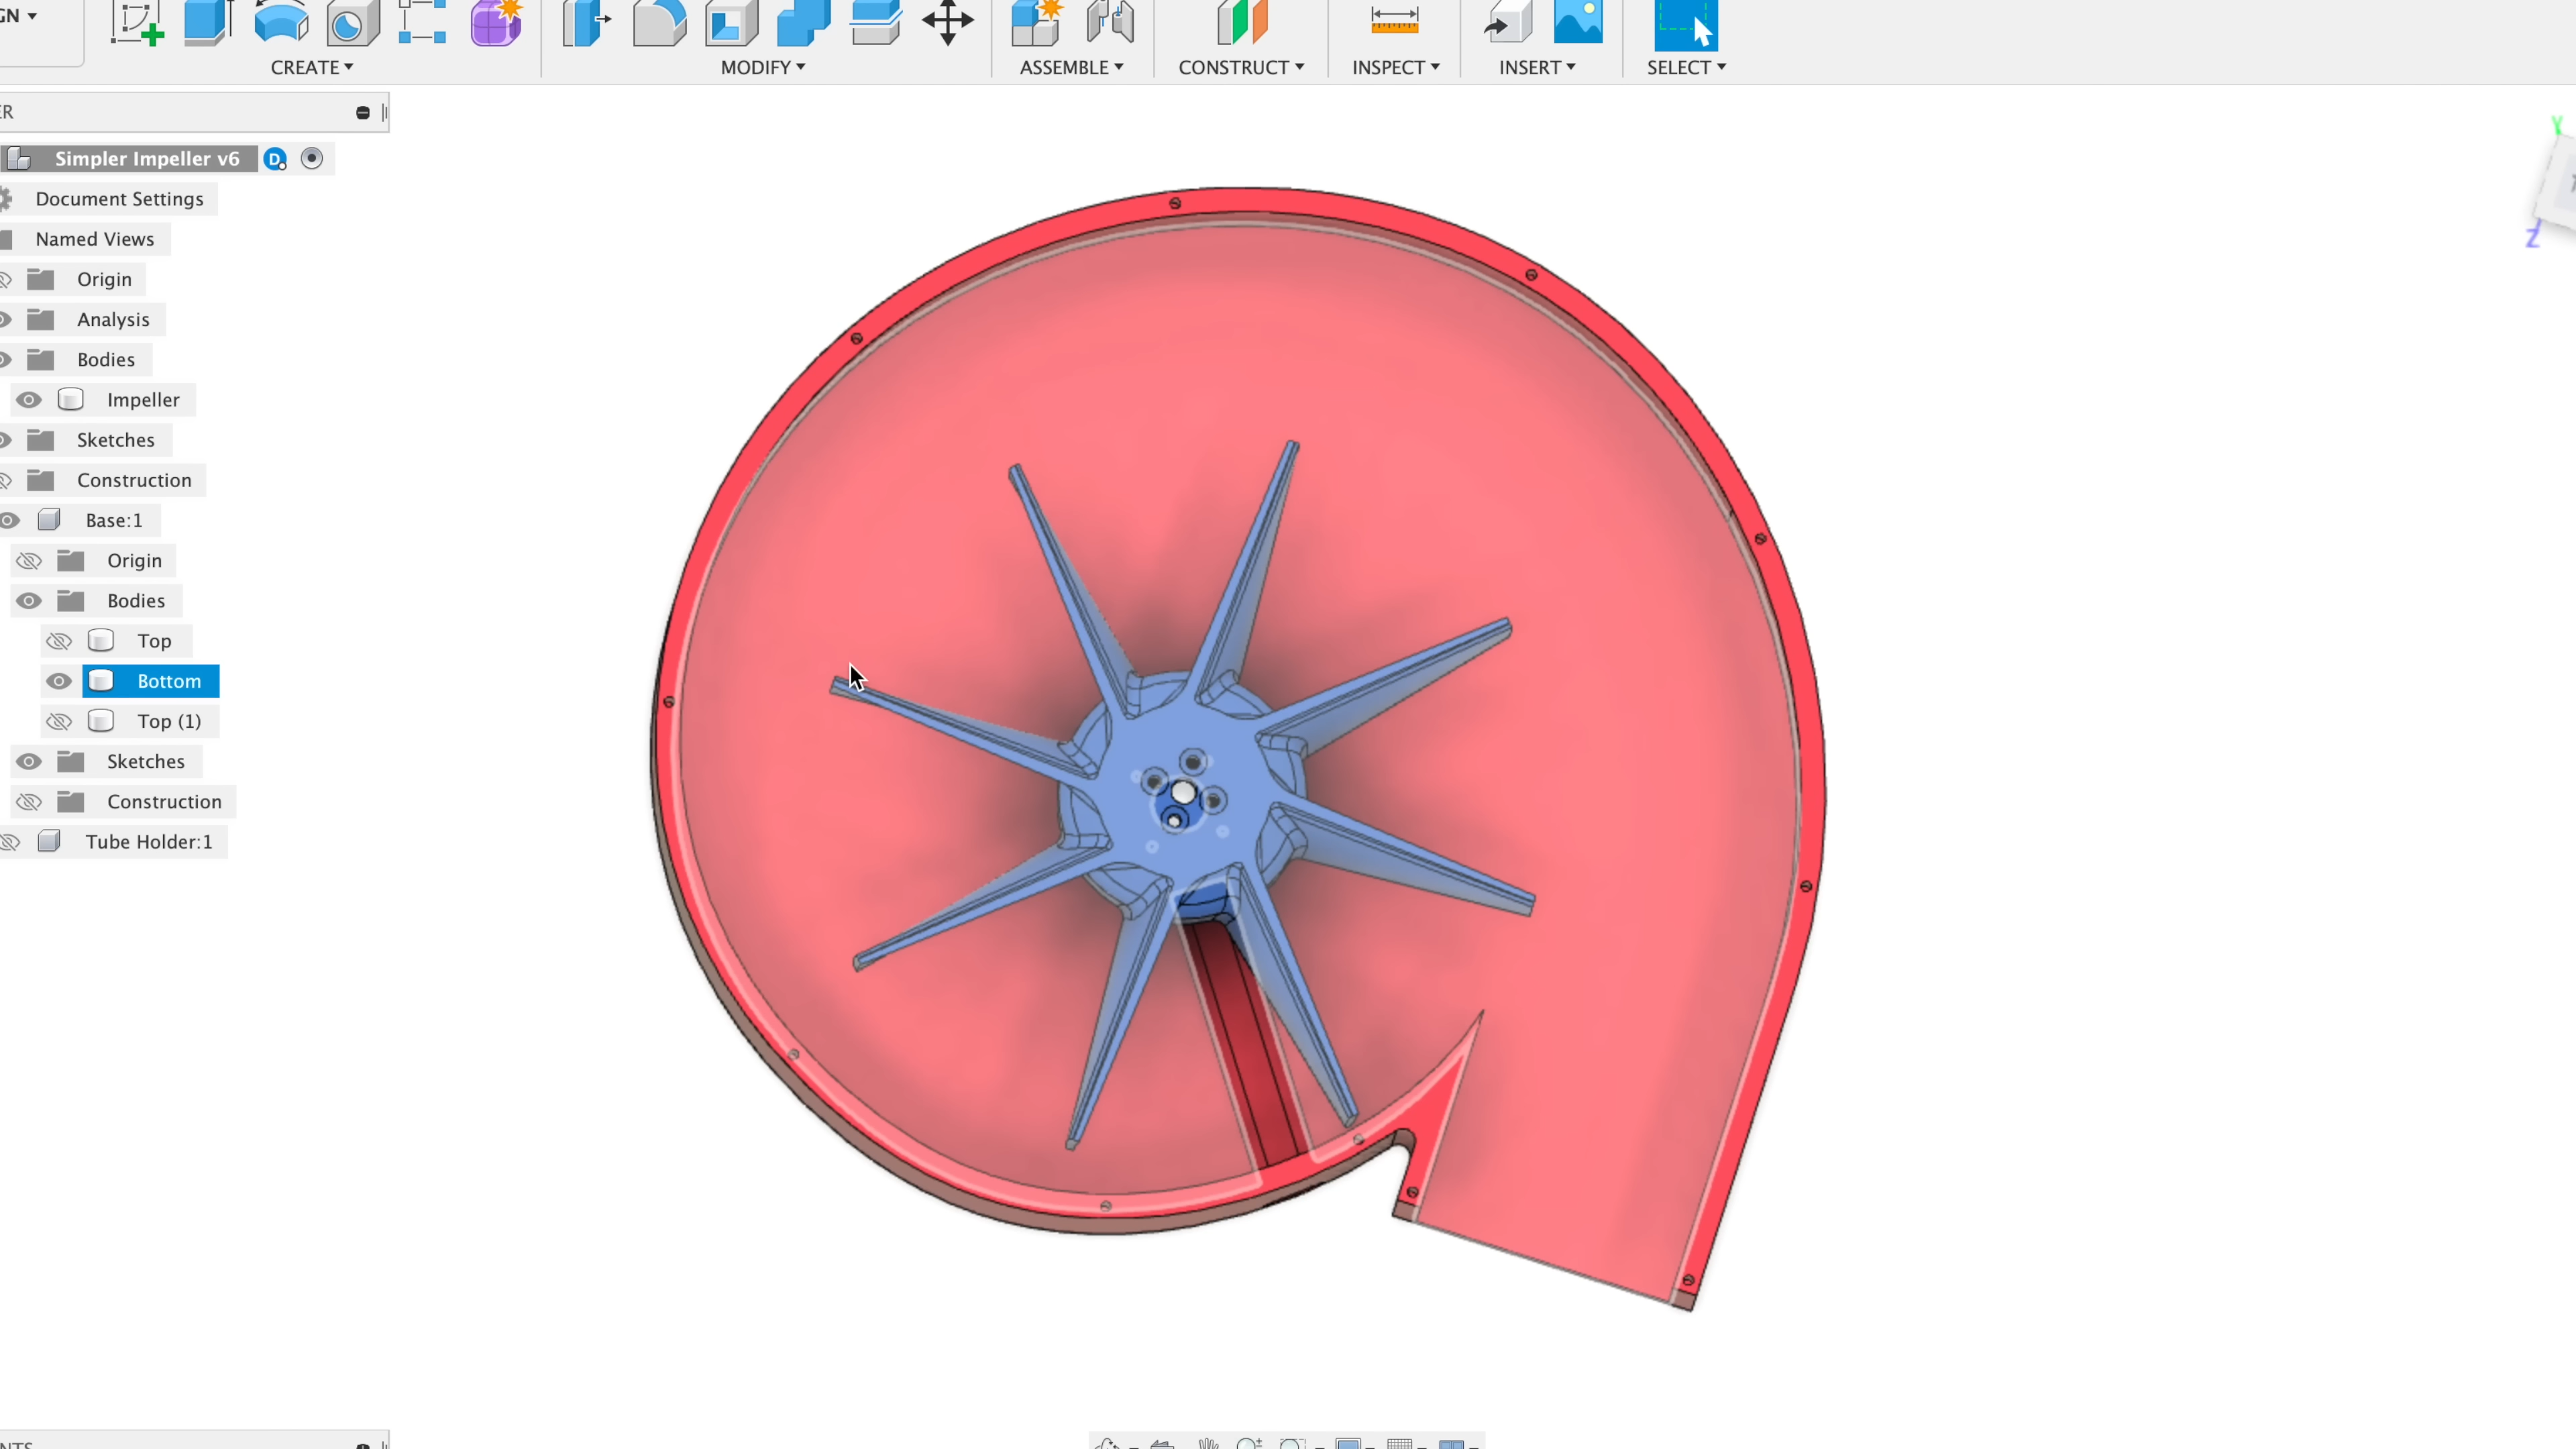 GN
CREATE MODIFY ASSEMBLE CONSTRUCT INSPECT INSERT SELECT
ER
Simpler Impeller v6 D
Document Settings
Named Views
Origin
Analysis
Bodies
Impeller
Sketches
Construction
Base:1
Origin
Bodies
Top
Bottom
Top (1)
Sketches
Construction
Tube Holder:1
Y
Z